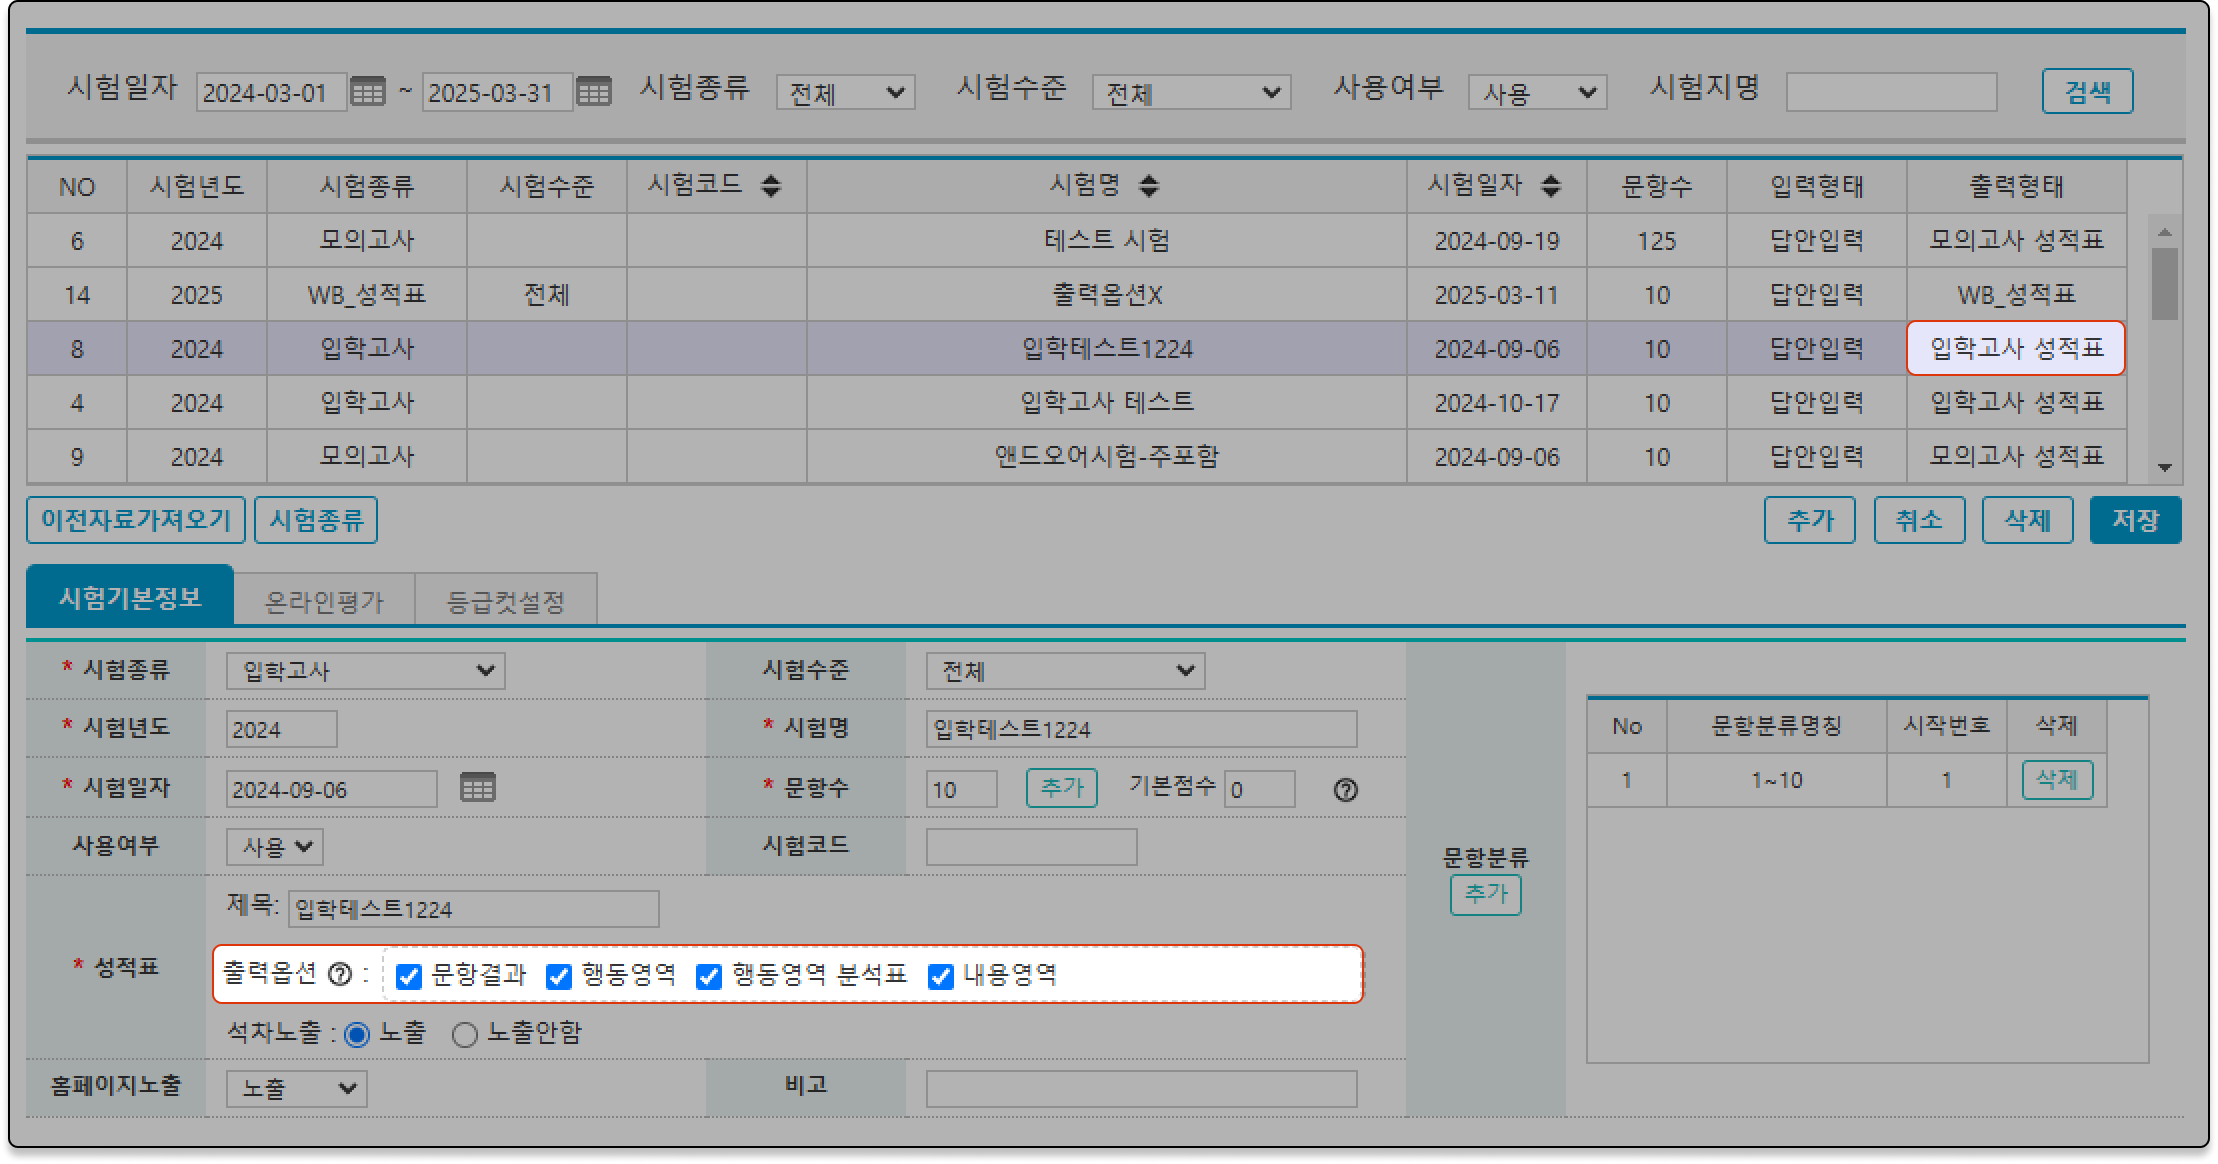 시험일자 2024-03-01 ~ 2025-03-31 시험종류 전체 시험수준 전체 사용여부 사용 시험지명 검색
NO 시험년도 시험종류 시험수준 시험코드 시험명 시험일자 문항수 입력형태 출력형태
6 2024 모의고사 테스트 시험 2024-09-19 125 답안입력 모의고사 성적표
14 2025 WB_성적표 전체 출력옵션X 2025-03-11 10 답안입력 WB_성적표
8 2024 입학고사 입학테스트1224 2024-09-06 10 답안입력 입학고사 성적표
4 2024 입학고사 입학고사 테스트 2024-10-17 10 답안입력 입학고사 성적표
9 2024 모의고사 앤드오어시험-주포함 2024-09-06 10 답안입력 모의고사 성적표
이전자료가져오기 시험종류 추가 취소 삭제 저장
시험기본정보 온라인평가 등급컷설정
* 시험종류 입학고사 시험수준 전체
* 시험년도 2024 * 시험명 입학테스트1224
* 시험일자 2024-09-06 * 문항수 10 추가 기본점수 0 ?
사용여부 사용 시험코드
* 성적표
제목: 입학테스트1224
출력옵션 ? : 문항결과 행동영역 행동영역 분석표 내용영역
석차노출 : 노출 노출안함
홈페이지노출 노출 비고
문항분류
추가
No 문항분류명칭 시작번호 삭제
1 1~10 1 삭제